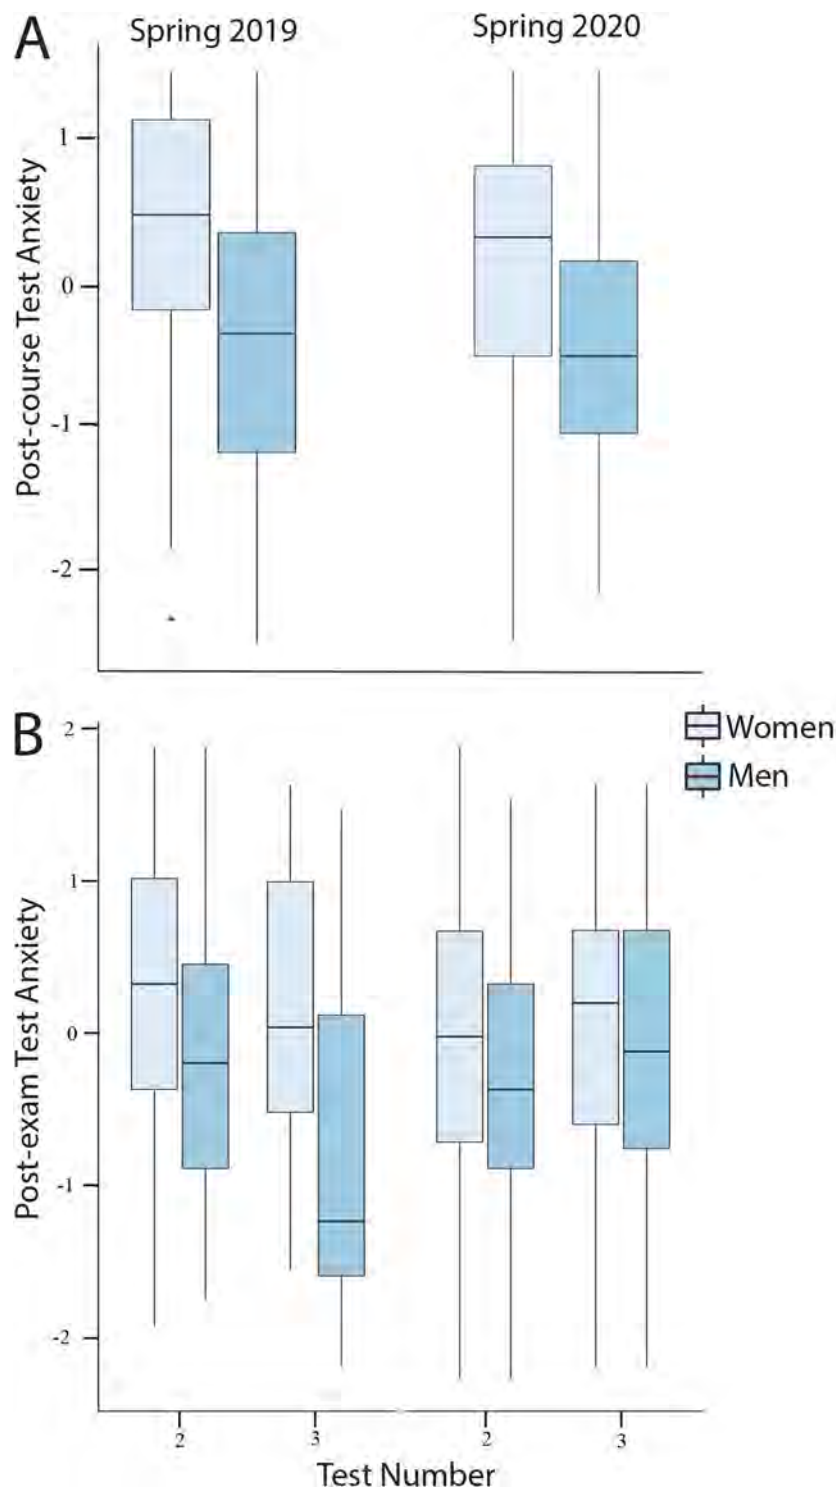 A
Spring 2019
Spring 2020
Post-course Test Anxiety
1
0
-1
-2
B
Women
Men
Post-exam Test Anxiety
2
1
0
-1
-2
2
3
2
3
Test Number